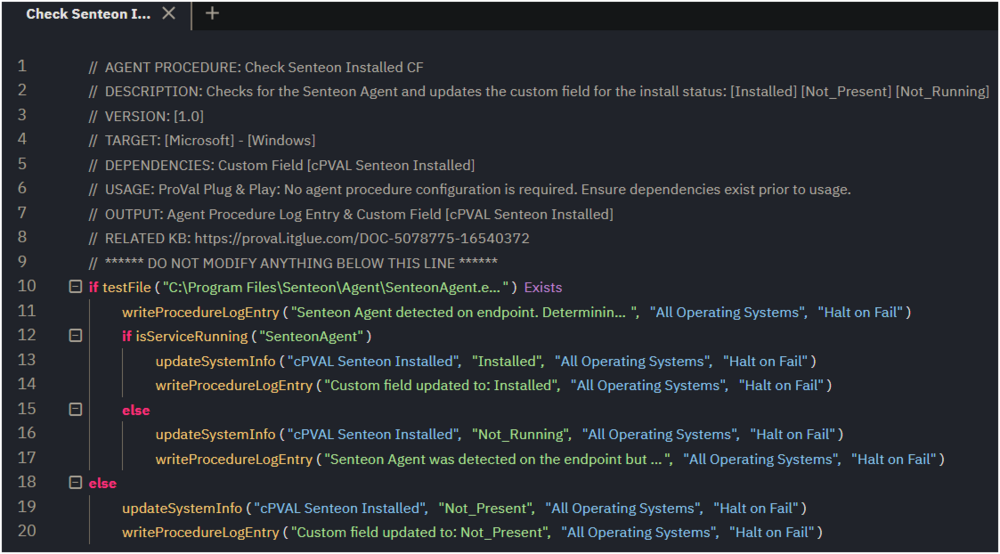 Check Senteon I...
1 // AGENT PROCEDURE: Check Senteon Installed CF
2 // DESCRIPTION: Checks for the Senteon Agent and updates the custom field for the install status: [Installed] [Not_Present] [Not_Running]
3 // VERSION: [1.0]
4 // TARGET: [Microsoft] - [Windows]
5 // DEPENDENCIES: Custom Field [cPVAL Senteon Installed]
6 // USAGE: ProVal Plug & Play: No agent procedure configuration is required. Ensure dependencies exist prior to usage.
7 // OUTPUT: Agent Procedure Log Entry & Custom Field [cPVAL Senteon Installed]
8 // RELATED KB: https://proval.itglue.com/DOC-5078775-16540372
9 // ****** DO NOT MODIFY ANYTHING BELOW THIS LINE ******
10 if testFile ("C:\Program Files\Senteon\Agent\SenteonAgent.e... ") Exists
11 writeProcedureLogEntry ("Senteon Agent detected on endpoint. Determinin... ", "All Operating Systems", "Halt on Fail")
12 if isServiceRunning ("SenteonAgent")
13 updateSystemInfo ("cPVAL Senteon Installed", "Installed", "All Operating Systems", "Halt on Fail")
14 writeProcedureLogEntry ("Custom field updated to: Installed", "All Operating Systems", "Halt on Fail")
15 else
16 updateSystemInfo ("cPVAL Senteon Installed", "Not_Running", "All Operating Systems", "Halt on Fail")
17 writeProcedureLogEntry ("Senteon Agent was detected on the endpoint but ... ", "All Operating Systems", "Halt on Fail")
18 else
19 updateSystemInfo ("cPVAL Senteon Installed", "Not_Present", "All Operating Systems", "Halt on Fail")
20 writeProcedureLogEntry ("Custom field updated to: Not_Present", "All Operating Systems", "Halt on Fail")